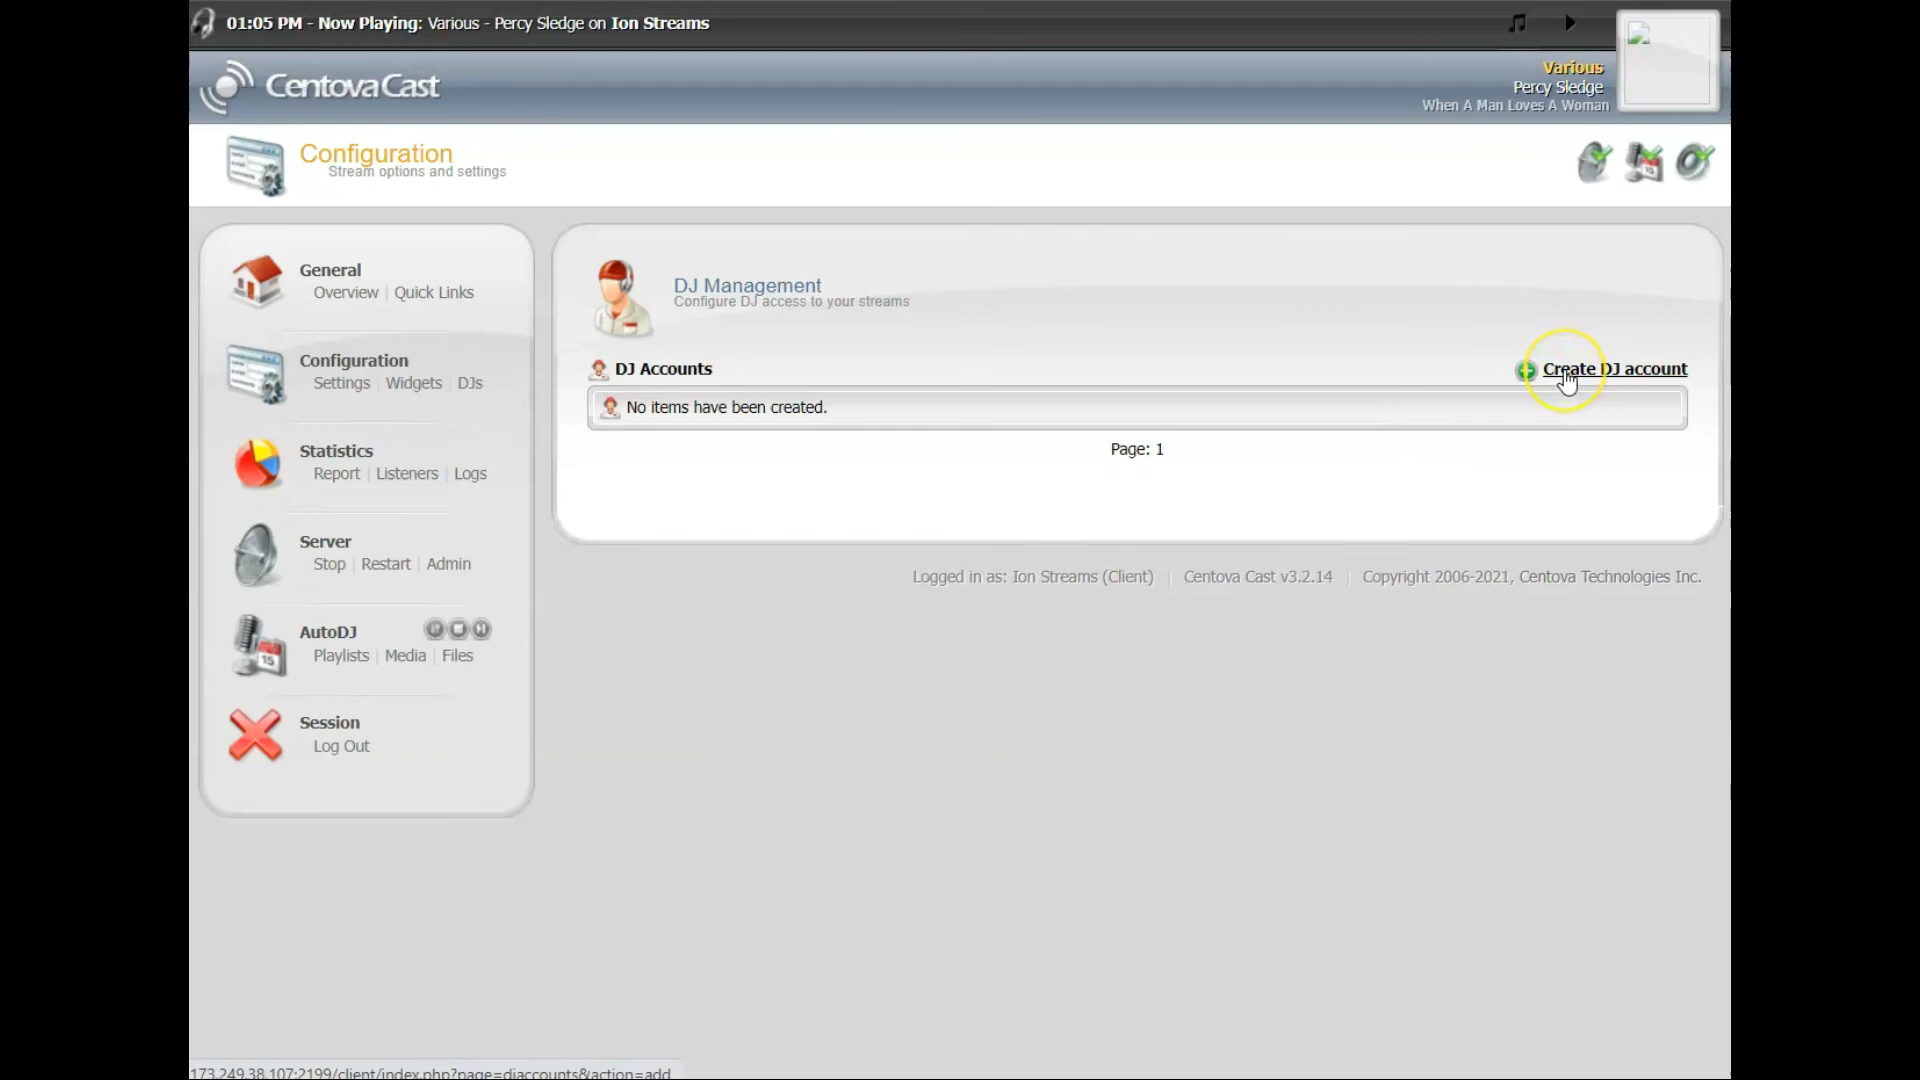 01:05 PM - Now Playing: Various - Percy Sledge on Ion Streams
CentovaCast
Various
Percy Sledge
When A Man Loves A Woman
Configuration
Stream options and settings
General
Overview | Quick Links
Configuration
Settings | Widgets | DJs
Statistics
Report | Listeners | Logs
Server
Stop | Restart | Admin
AutoDJ
15
Playlists | Media | Files
Session
Log Out
DJ Management
Configure DJ access to your streams
DJ Accounts
Create DJ account
No items have been created.
Page: 1
Logged in as: Ion Streams (Client) | Centova Cast v3.2.14 | Copyright 2006-2021, Centova Technologies Inc.
173.249.38.107:2199/client/index.php?page=djaccounts&action=add